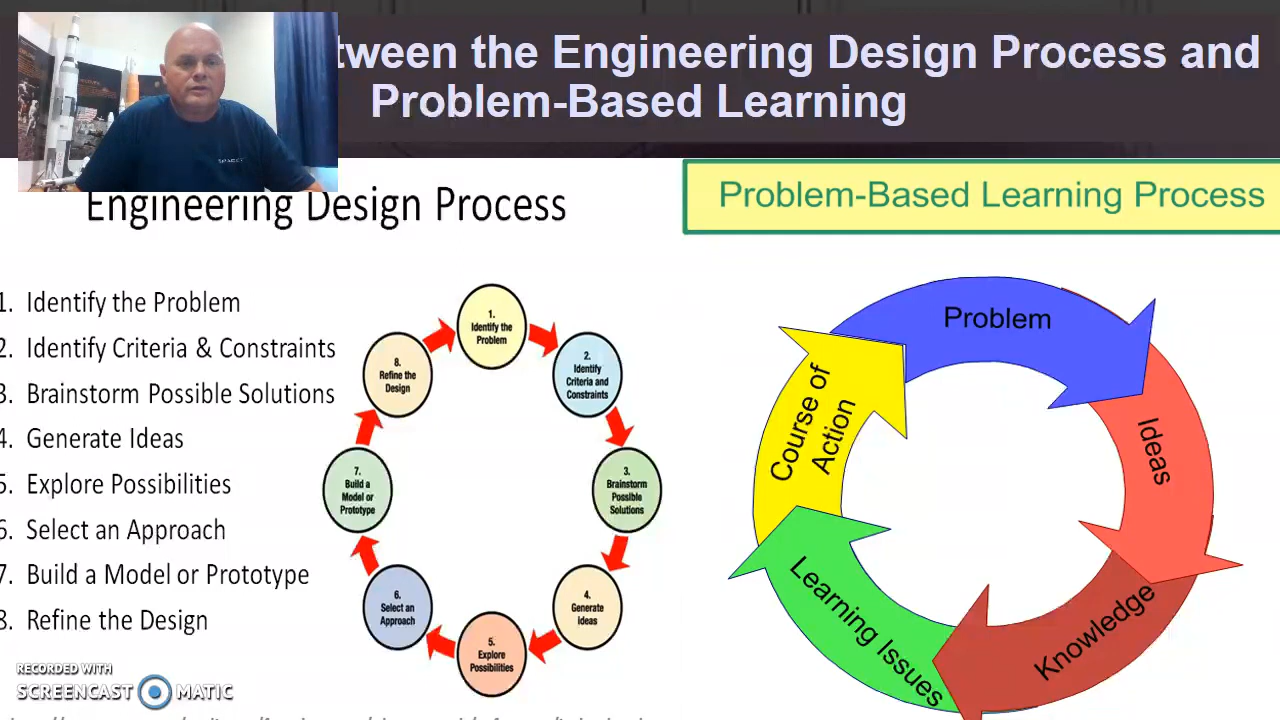 tween the Engineering Design Process and
Problem-Based Learning
SPACEX
Engineering Design Process
Problem-Based Learning Process
1. Identify the Problem
2. Identify Criteria & Constraints
3. Brainstorm Possible Solutions
4. Generate Ideas
5. Explore Possibilities
6. Select an Approach
7. Build a Model or Prototype
8. Refine the Design
1.
Identify the
Problem
2.
Identify
Criteria and
Constraints
3.
Brainstorm
Possible
Solutions
4.
Generate
Ideas
5.
Explore
Possibilities
6.
Select an
Approach
7.
Build a
Model or
Prototype
8.
Refine the
Design
Problem
Ideas
Knowledge
Learning Issues
Course of
Action
RECORDED WITH
SCREENCAST MATIC